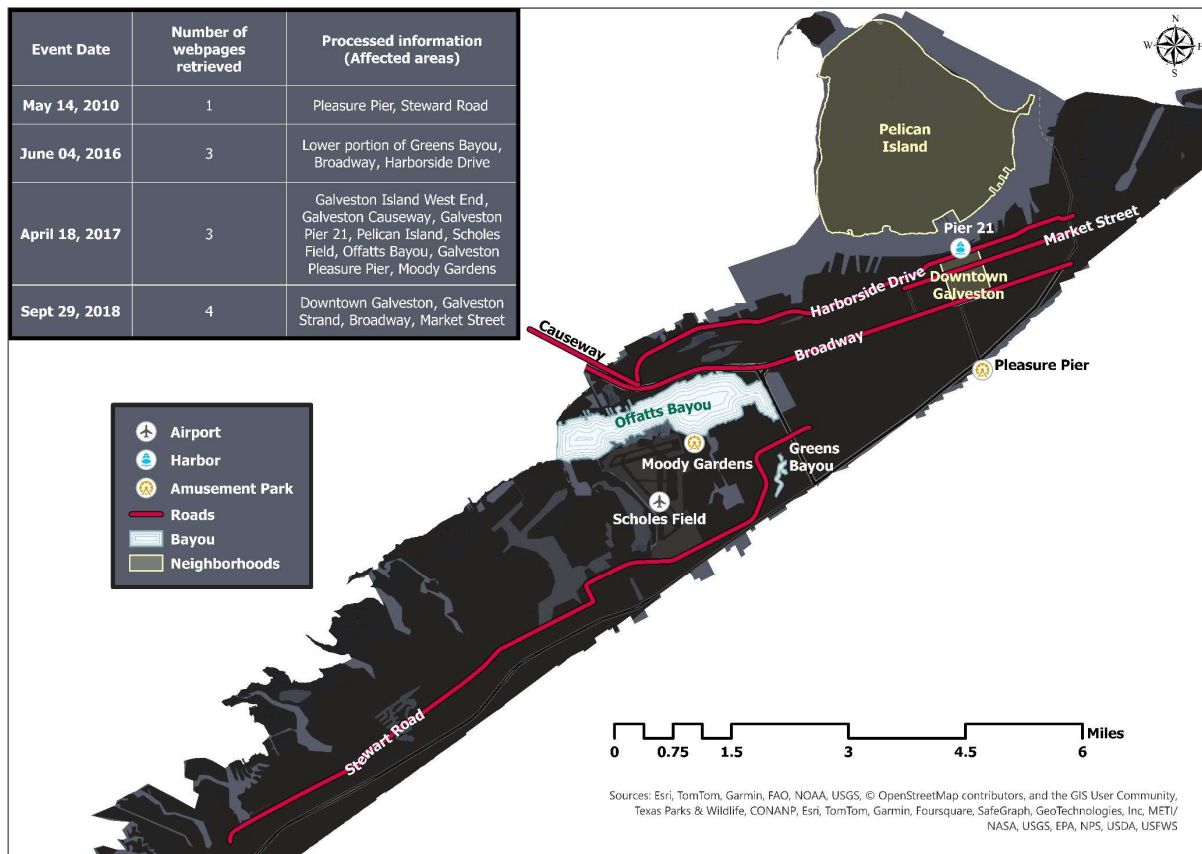 Event Date
Number of
webpages
retrieved
Processed information
(Affected areas)
May 14, 2010
1
Pleasure Pier, Steward Road
June 04, 2016
3
Lower portion of Greens Bayou,
Broadway, Harborside Drive
April 18, 2017
3
Galveston Island West End,
Galveston Causeway, Galveston
Pier 21, Pelican Island, Scholes
Field, Offatts Bayou, Galveston
Pleasure Pier, Moody Gardens
Sept 29, 2018
4
Downtown Galveston, Galveston
Strand, Broadway, Market Street
N
W
E
S
Pelican
Island
Pier 21
Market Street
Harborside Drive
Downtown
Galveston
Causeway
Broadway
Pleasure Pier
Offatts Bayou
Moody Gardens
Greens
Bayou
Scholes Field
Stewart Road
Airport
Harbor
Amusement Park
Roads
Bayou
Neighborhoods
Miles
0 0.75 1.5 3 4.5 6
Sources: Esri, TomTom, Garmin, FAO, NOAA, USGS, © OpenStreetMap contributors, and the GIS User Community,
Texas Parks & Wildlife, CONANP, Esri, TomTom, Garmin, Foursquare, SafeGraph, GeoTechnologies, Inc, METI/
NASA, USGS, EPA, NPS, USDA, USFWS